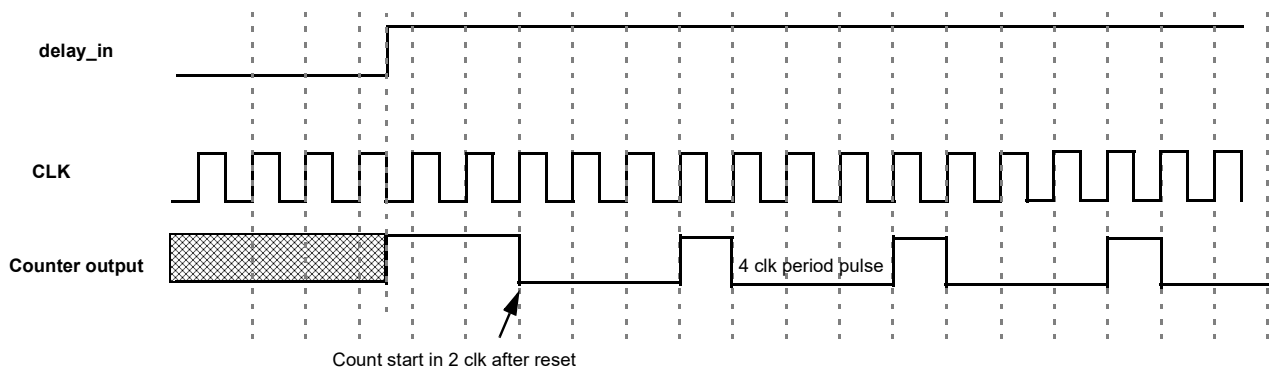 delay_in
CLK
Counter output
4 clk period pulse
Count start in 2 clk after reset